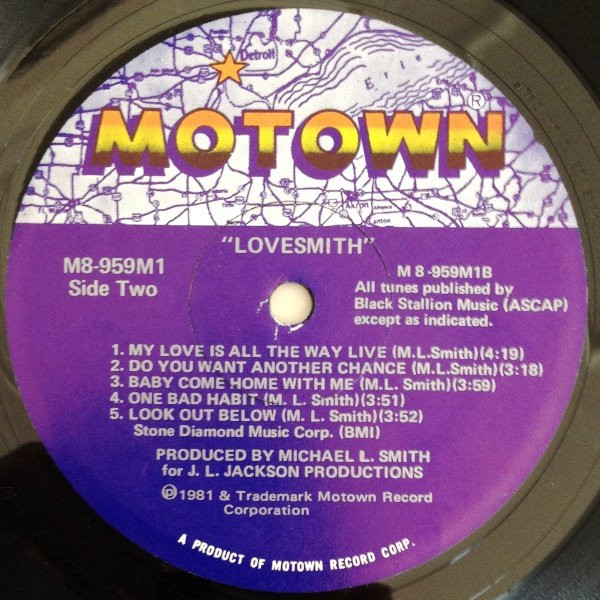 Detroit
Erie
MOTOWN®
Akron
"LOVESMITH"
M8-959M1
Side Two
M 8-959M1B
All tunes published by
Black Stallion Music (ASCAP)
except as indicated.
1. MY LOVE IS ALL THE WAY LIVE (M.L.Smith)(4:19)
2. DO YOU WANT ANOTHER CHANCE (M.L.Smith)(3:18)
3. BABY COME HOME WITH ME (M.L.Smith)(3:59)
4. ONE BAD HABIT (M. L. Smith)(3:51)
5. LOOK OUT BELOW (M. L. Smith)(3:52)
Stone Diamond Music Corp. (BMI)
PRODUCED BY MICHAEL L. SMITH
for J. L. JACKSON PRODUCTIONS
℗1981 & Trademark Motown Record
Corporation
A PRODUCT OF MOTOWN RECORD CORP.